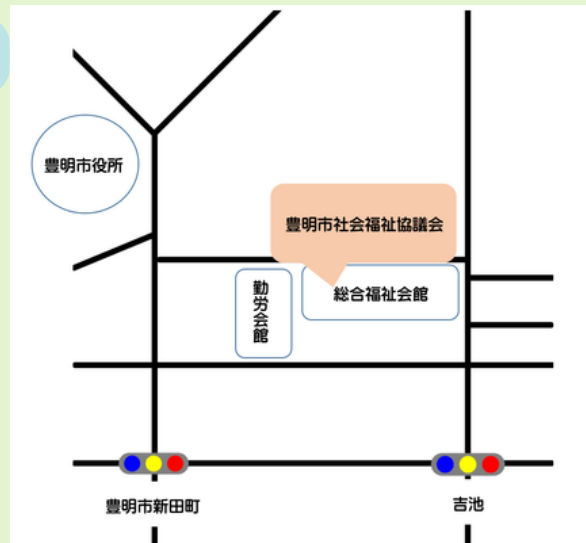 豊明市役所
豊明市社会福祉協議会
勤労会館
総合福祉会館
豊明市新田町
吉池